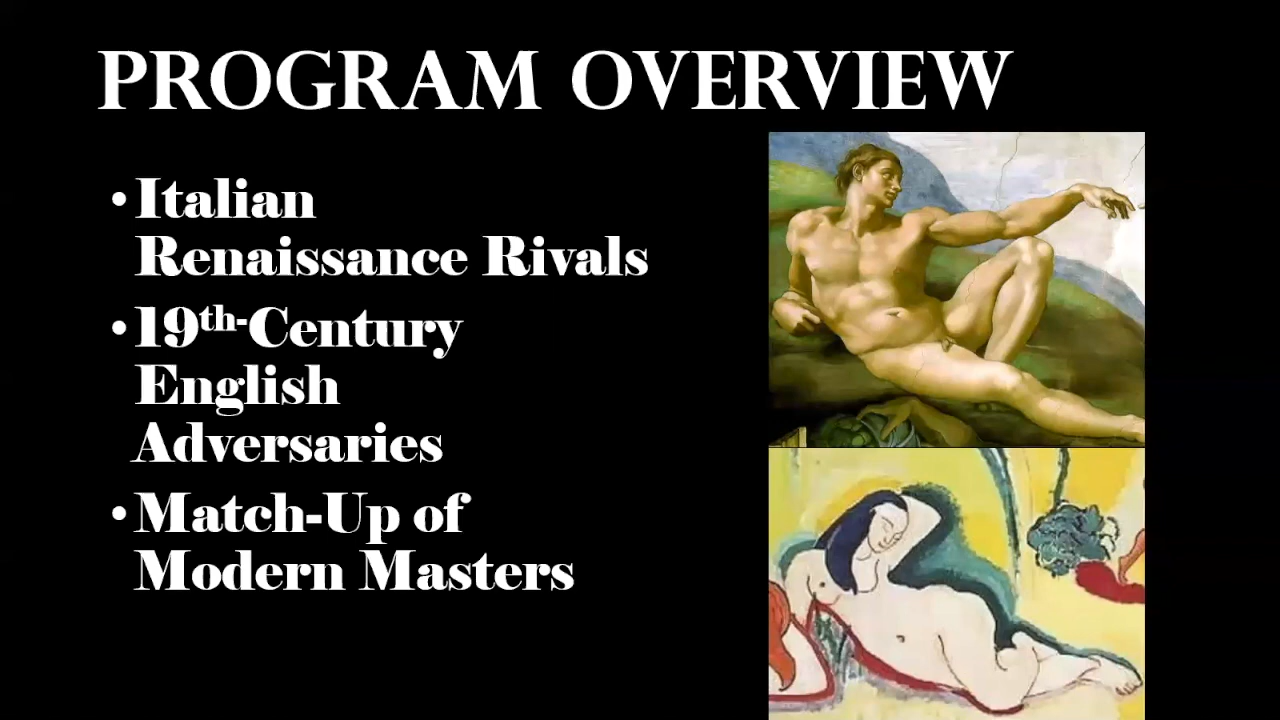 PROGRAM OVERVIEW
•Italian
Renaissance Rivals
•19th-Century
English
Adversaries
•Match-Up of
Modern Masters